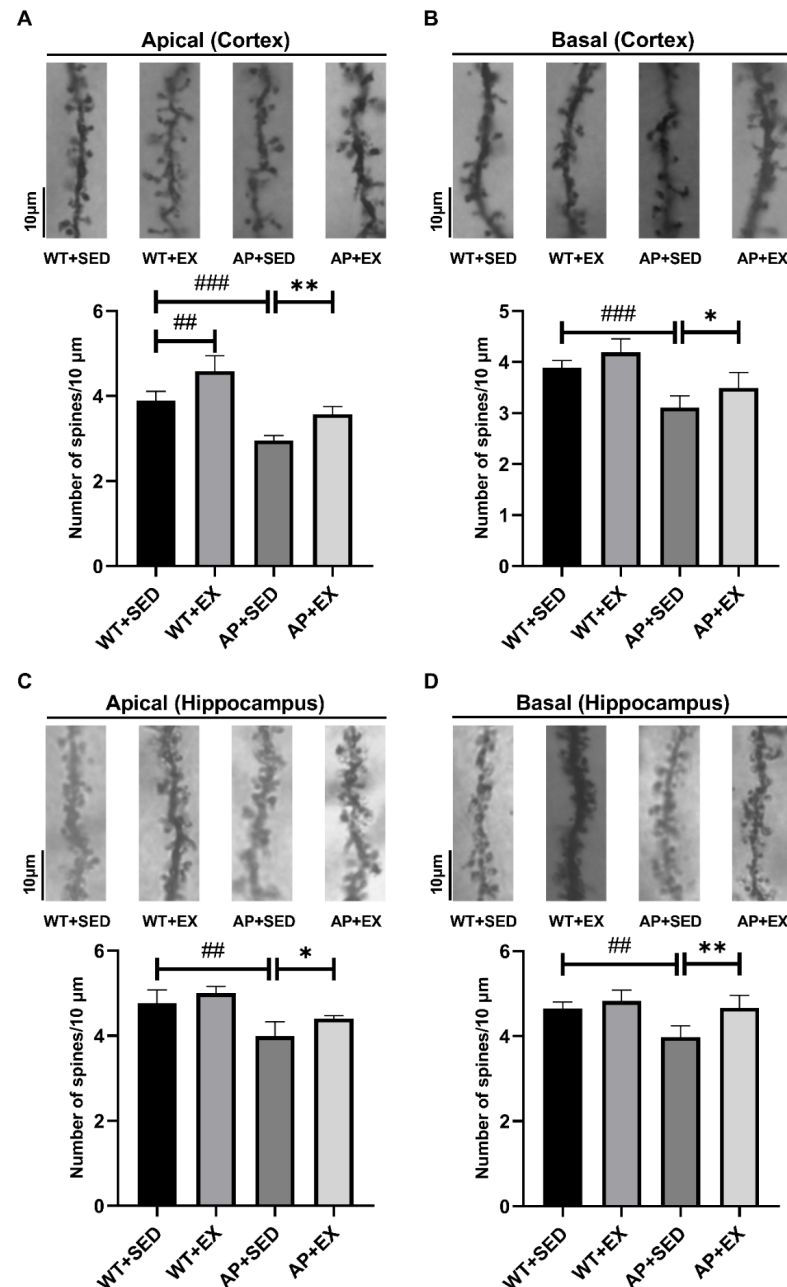 A
Apical (Cortex)
10μm
WT+SED WT+EX AP+SED AP+EX
###
**
##
Number of spines/10 μm
6
4
2
0
WT+SED
WT+EX
AP+SED
AP+EX
B
Basal (Cortex)
10μm
WT+SED WT+EX AP+SED AP+EX
###
*
Number of spines/10 μm
5
4
3
2
1
0
WT+SED
WT+EX
AP+SED
AP+EX
C
Apical (Hippocampus)
10μm
WT+SED WT+EX AP+SED AP+EX
##
*
Number of spines/10 μm
6
4
2
0
WT+SED
WT+EX
AP+SED
AP+EX
D
Basal (Hippocampus)
10μm
WT+SED WT+EX AP+SED AP+EX
##
**
Number of spines/10 μm
6
4
2
0
WT+SED
WT+EX
AP+SED
AP+EX